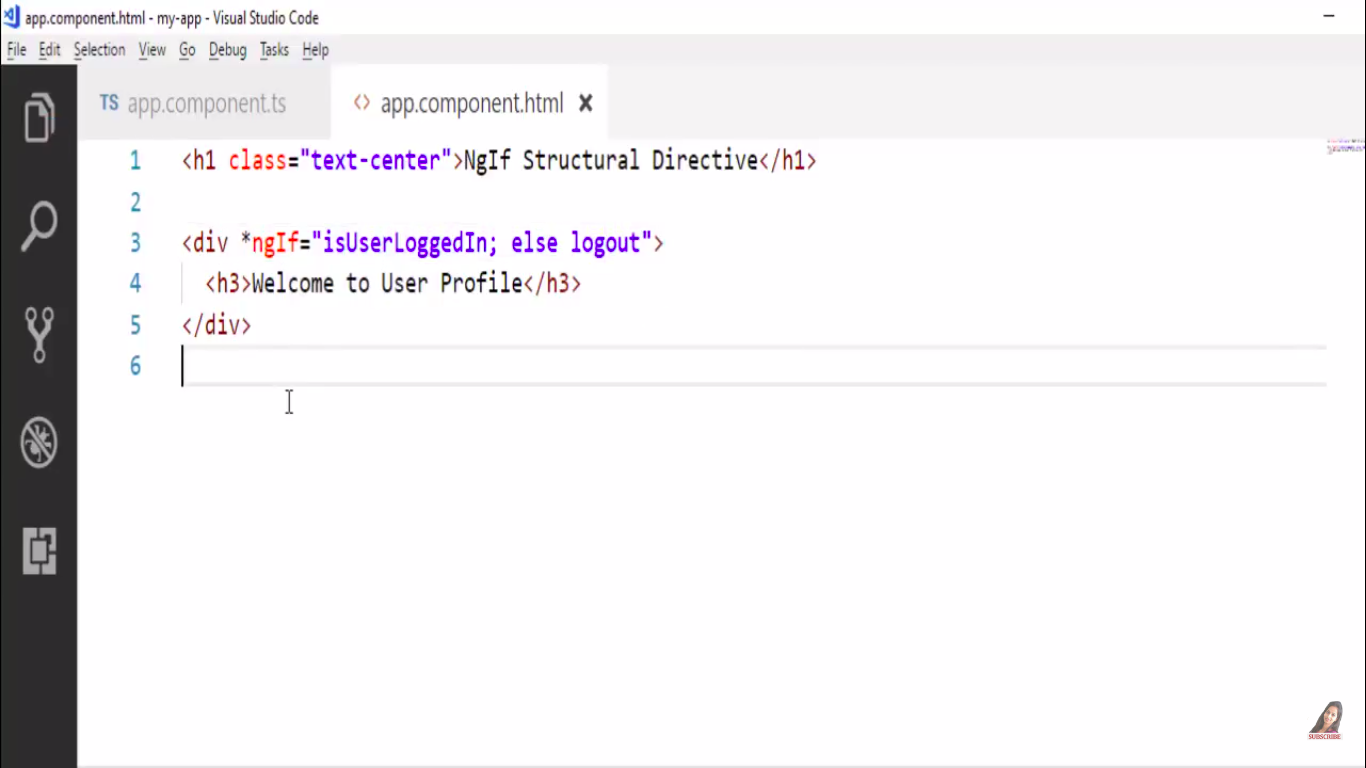 app.component.html - my-app - Visual Studio Code
File Edit Selection View Go Debug Tasks Help
TS app.component.ts <> app.component.html
1 <h1 class="text-center">NgIf Structural Directive</h1>
2
3 <div *ngIf="isUserLoggedIn; else logout">
4 <h3>Welcome to User Profile</h3>
5 </div>
6
SUBSCRIBE